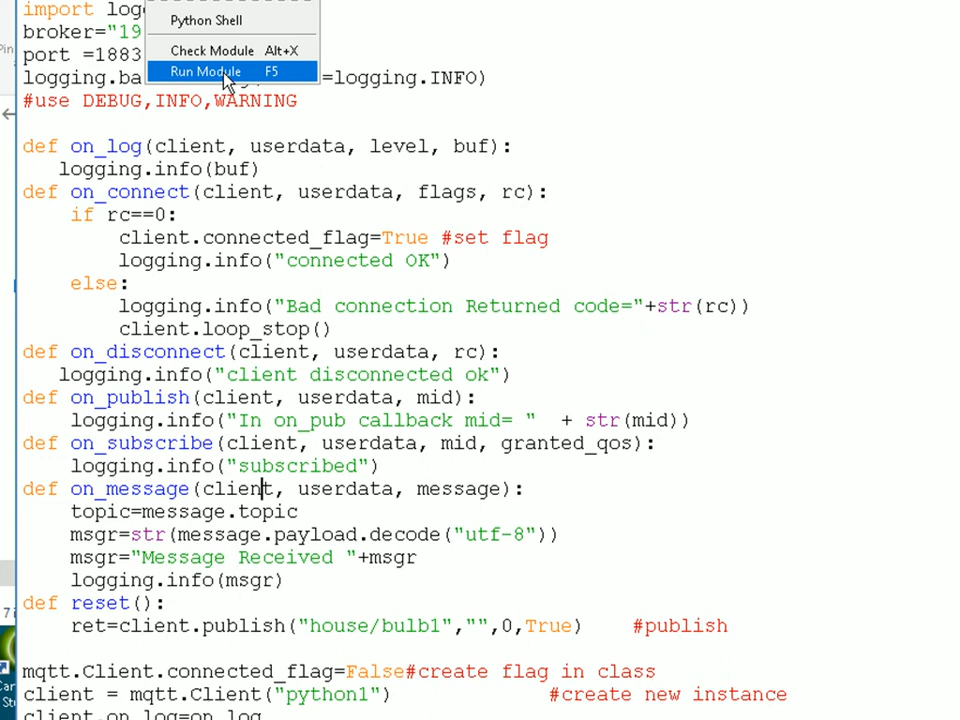 import log
Python Shell
broker="19
Check Module Alt+X
port =1883
Run Module F5
logging.ba =logging.INFO)
#use DEBUG,INFO,WARNING
def on_log(client, userdata, level, buf):
logging.info(buf)
def on_connect(client, userdata, flags, rc):
if rc==0:
client.connected_flag=True #set flag
logging.info("connected OK")
else:
logging.info("Bad connection Returned code="+str(rc))
client.loop_stop()
def on_disconnect(client, userdata, rc):
logging.info("client disconnected ok")
def on_publish(client, userdata, mid):
logging.info("In on_pub callback mid= " + str(mid))
def on_subscribe(client, userdata, mid, granted_qos):
logging.info("subscribed")
def on_message(client, userdata, message):
topic=message.topic
msgr=str(message.payload.decode("utf-8"))
msgr="Message Received "+msgr
logging.info(msgr)
def reset():
ret=client.publish("house/bulb1","",0,True) #publish
mqtt.Client.connected_flag=False#create flag in class
client = mqtt.Client("python1") #create new instance
client.on_log=on_log